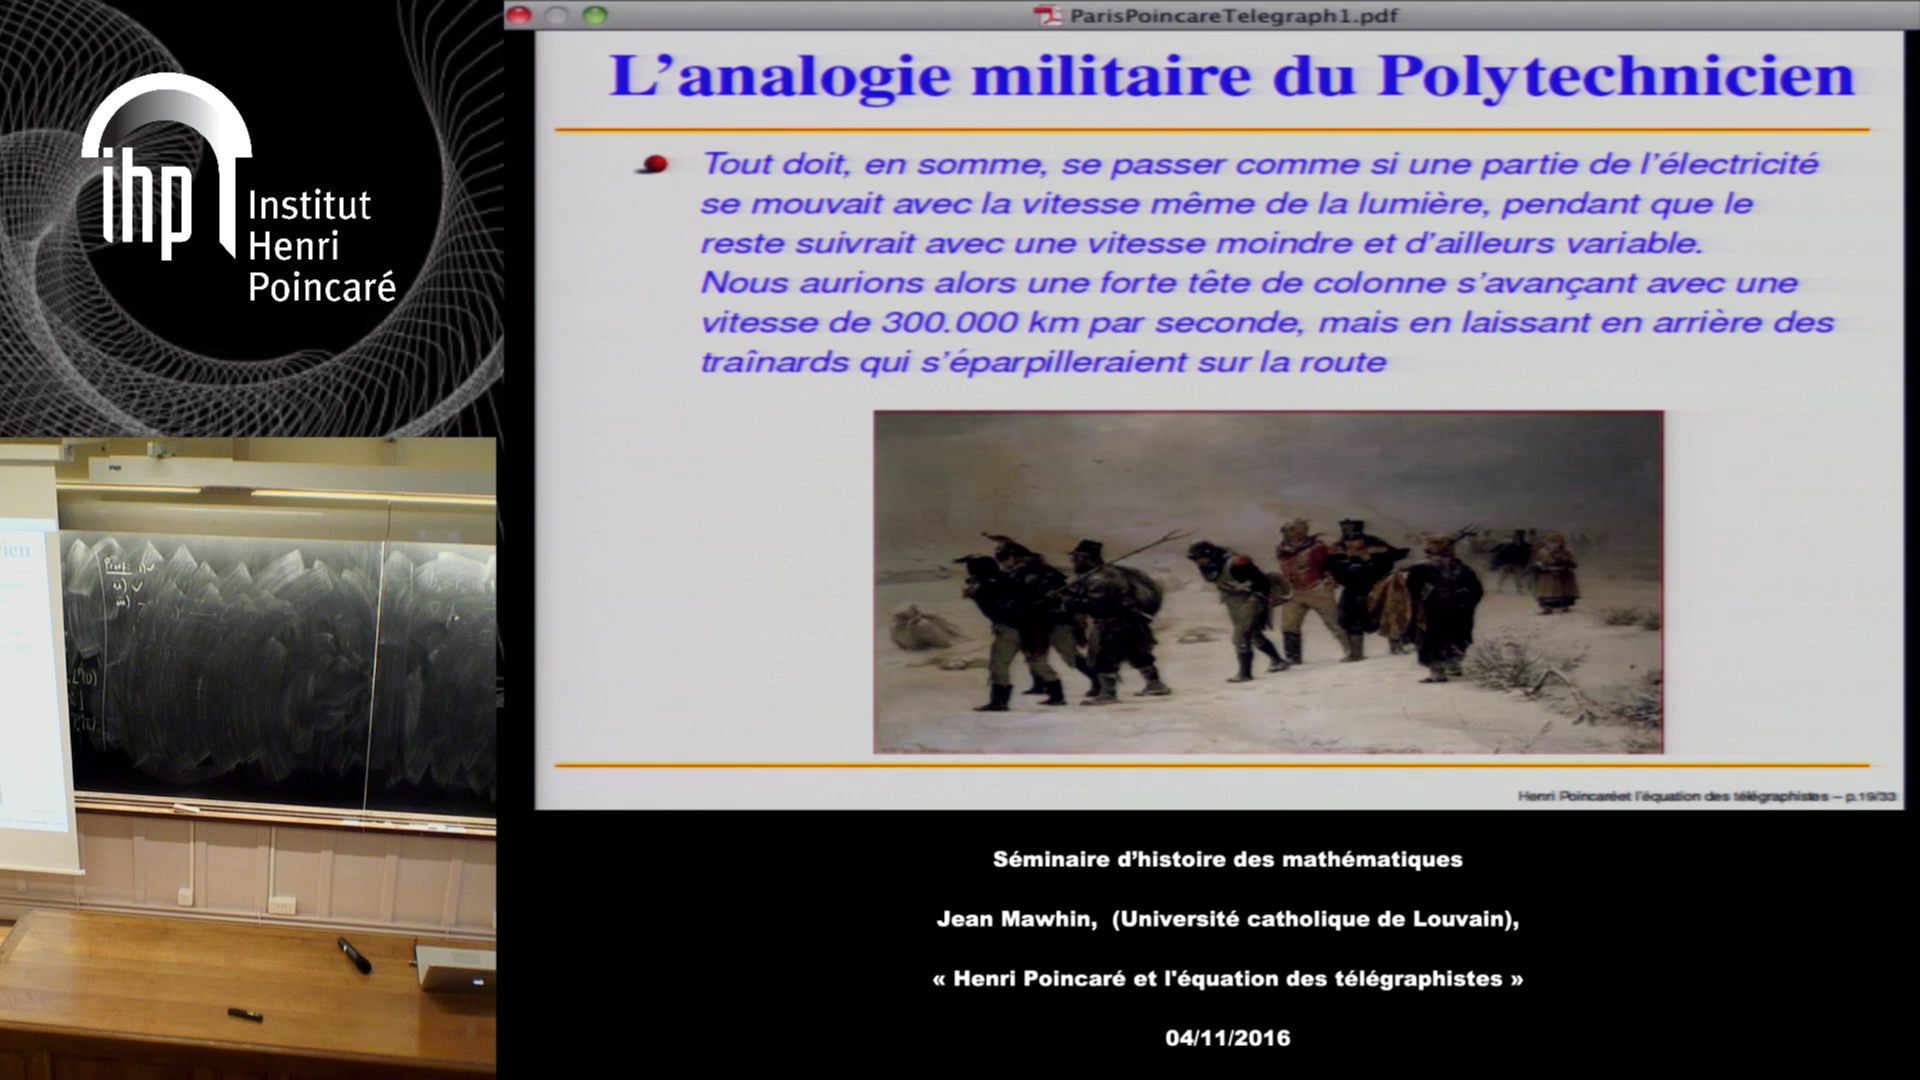 ihp
Institut
Henri
Poincaré
ParisPoincareTelegraph1.pdf
L'analogie militaire du Polytechnicien
Tout doit, en somme, se passer comme si une partie de l'électricité
se mouvait avec la vitesse même de la lumière, pendant que le
reste suivrait avec une vitesse moindre et d'ailleurs variable.
Nous aurions alors une forte tête de colonne s'avançant avec une
vitesse de 300.000 km par seconde, mais en laissant en arrière des
traînards qui s'éparpilleraient sur la route
Henri Poincaréet l'équation des télégraphistes – p.19/33
Séminaire d'histoire des mathématiques
Jean Mawhin, (Université catholique de Louvain),
« Henri Poincaré et l'équation des télégraphistes »
04/11/2016